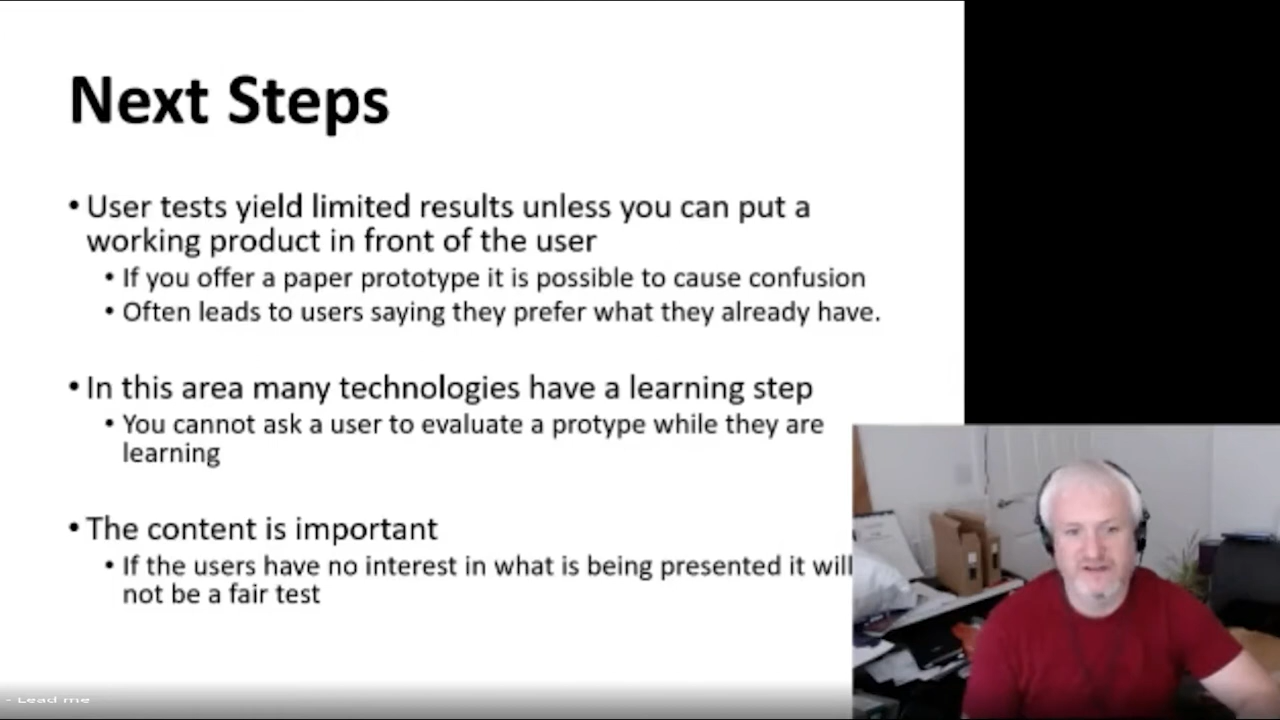 Next Steps
• User tests yield limited results unless you can put a
working product in front of the user
• If you offer a paper prototype it is possible to cause confusion
• Often leads to users saying they prefer what they already have.
• In this area many technologies have a learning step
• You cannot ask a user to evaluate a protype while they are
learning
• The content is important
• If the users have no interest in what is being presented it will
not be a fair test
- Lead me